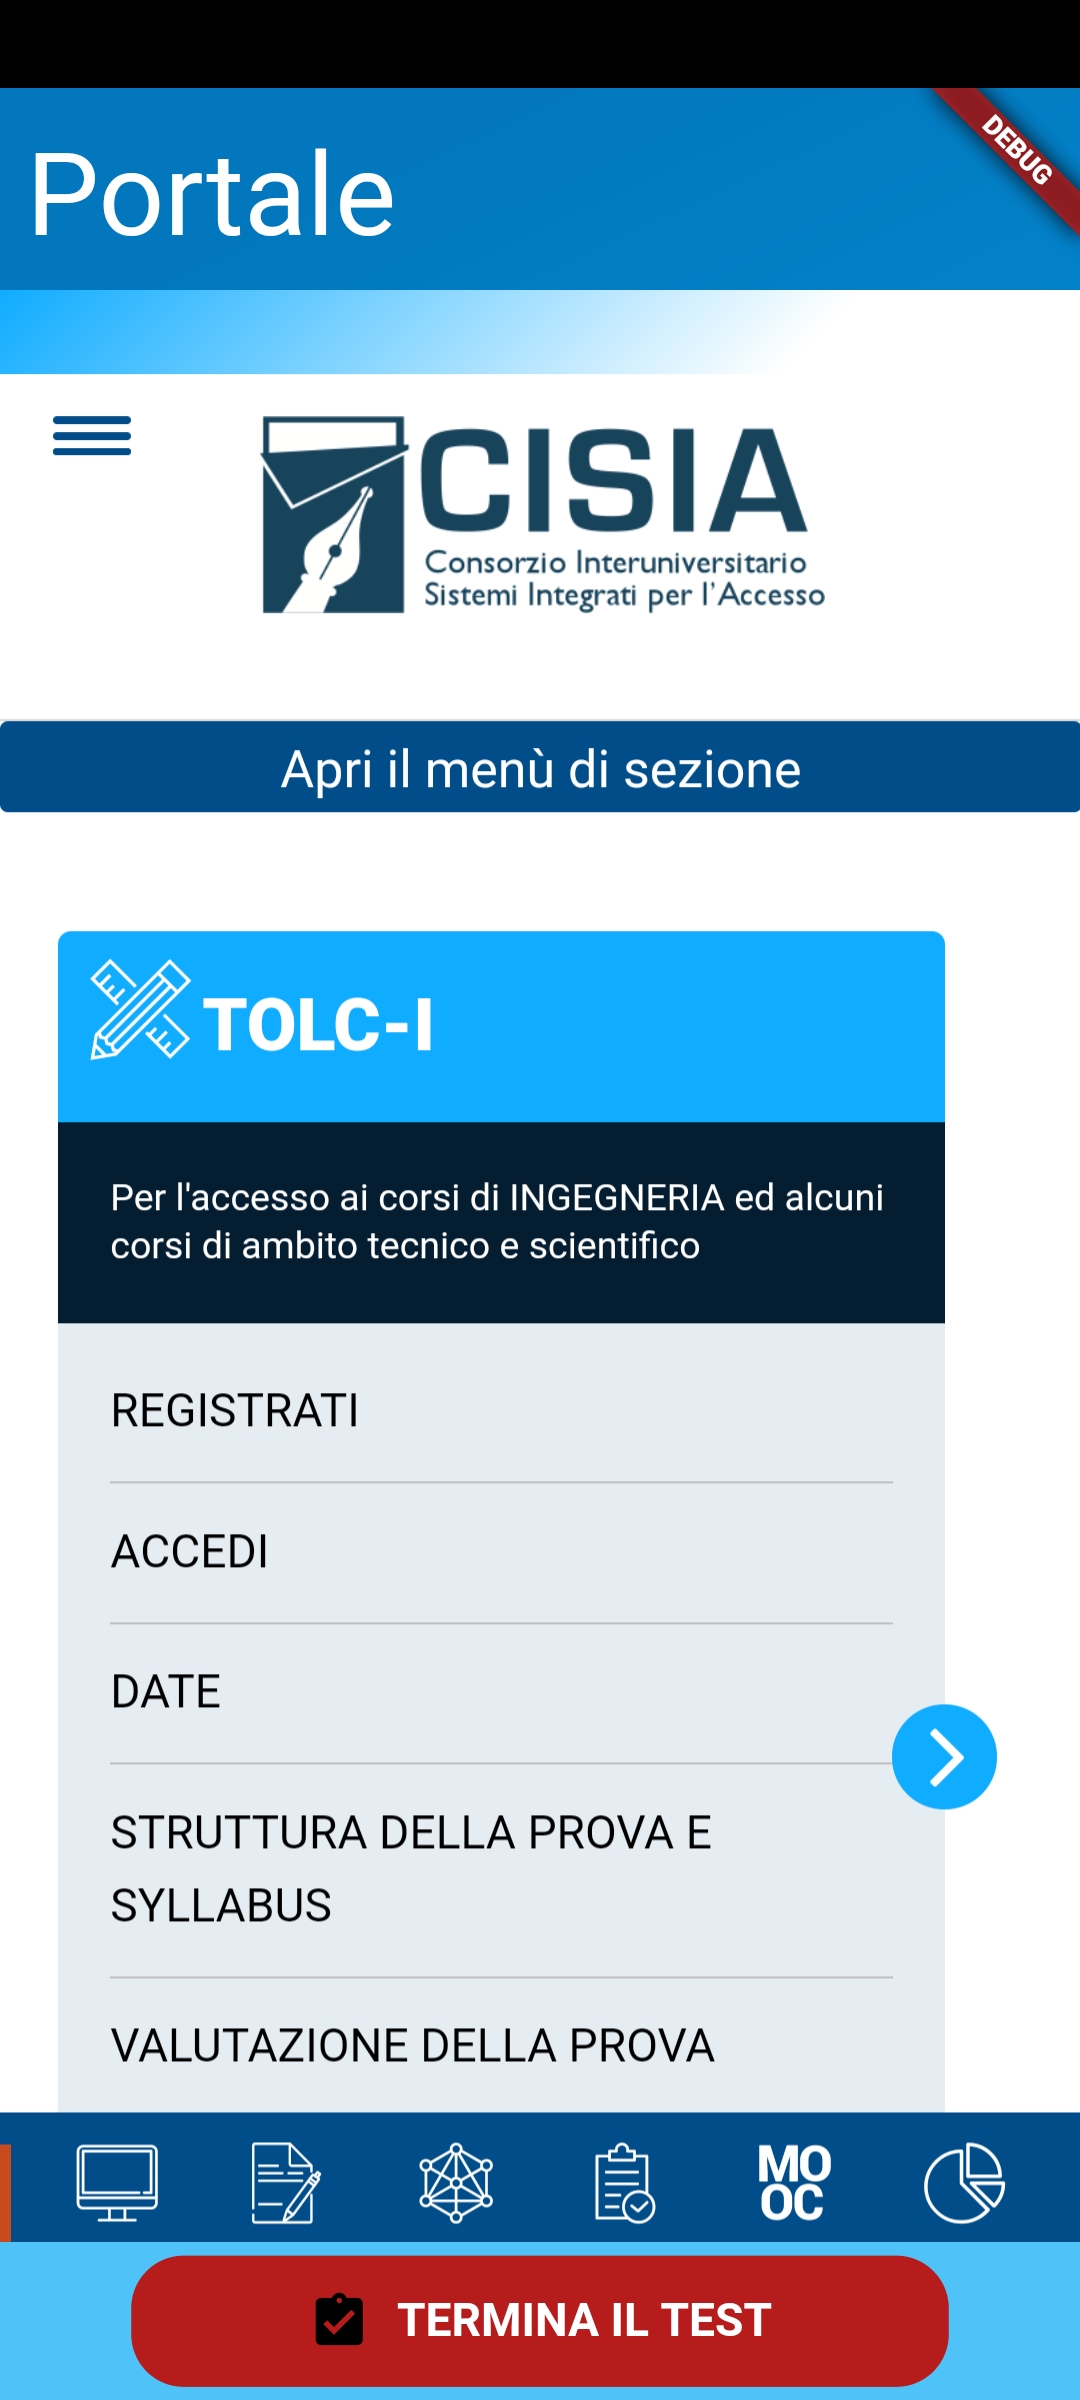 Portale
DEBUG
CISIA
Consorzio Interuniversitario
Sistemi Integrati per l'Accesso
Apri il menù di sezione
TOLC-I
Per l'accesso ai corsi di INGEGNERIA ed alcuni
corsi di ambito tecnico e scientifico
REGISTRATI
ACCEDI
DATE
STRUTTURA DELLA PROVA E
SYLLABUS
VALUTAZIONE DELLA PROVA
MO
OC
TERMINA IL TEST